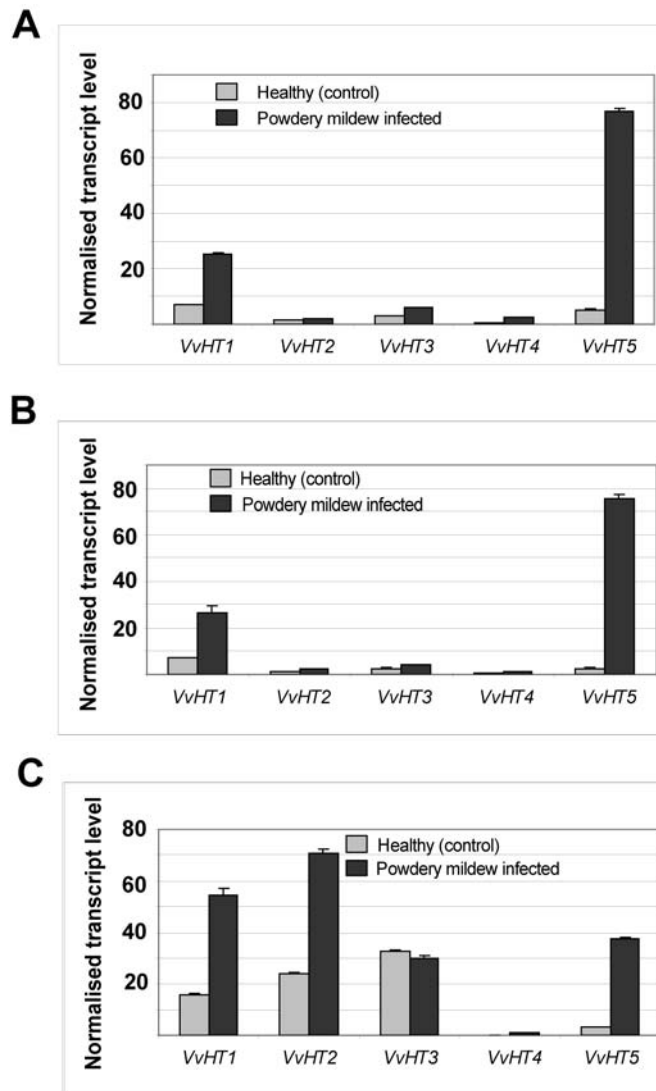 A
Normalised transcript level
Healthy (control)
Powdery mildew infected
80
60
40
20
VvHT1 VvHT2 VvHT3 VvHT4 VvHT5
B
Normalised transcript level
Healthy (control)
Powdery mildew infected
80
60
40
20
VvHT1 VvHT2 VvHT3 VvHT4 VvHT5
C
Normalised transcript level
Healthy (control)
Powdery mildew infected
80
60
40
20
VvHT1 VvHT2 VvHT3 VvHT4 VvHT5